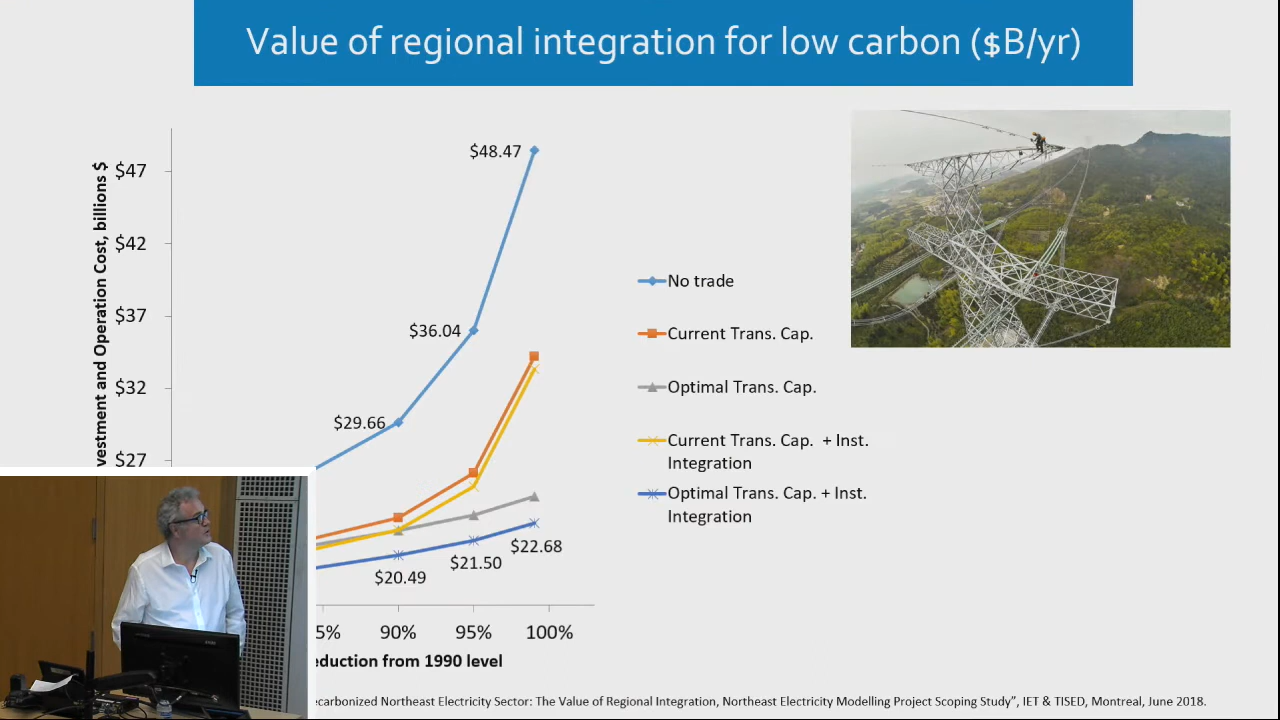 Value of regional integration for low carbon ($B/yr)
vestment and Operation Cost, billions $
$47
$42
$37
$32
$27
$48.47
$36.04
$29.66
$22.68
$21.50
$20.49
No trade
Current Trans. Cap.
Optimal Trans. Cap.
Current Trans. Cap. + Inst.
Integration
Optimal Trans. Cap. + Inst.
Integration
5%
90%
95%
100%
eduction from 1990 level
ecarbonized Northeast Electricity Sector: The Value of Regional Integration, Northeast Electricity Modelling Project Scoping Study”, IET & TISED, Montreal, June 2018.